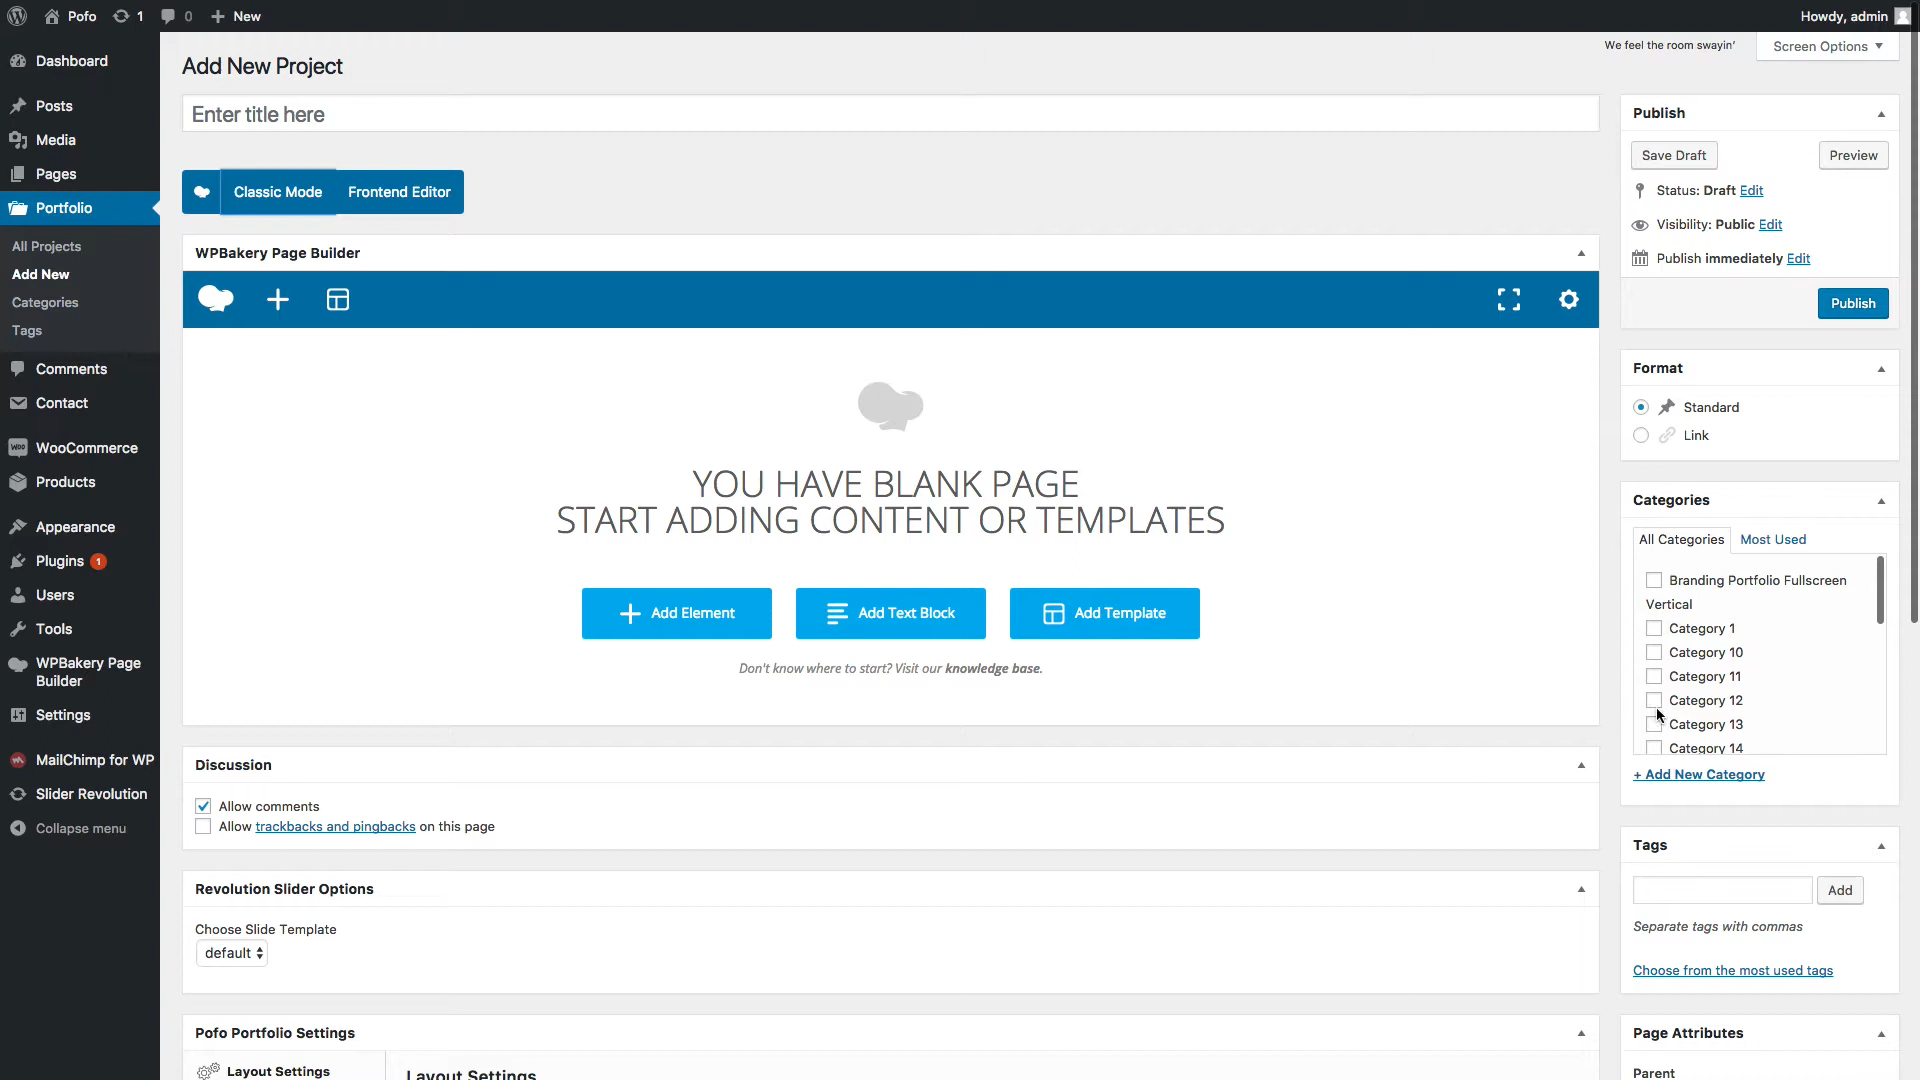 Pofo
1
0
New
Howdy, admin
Dashboard
Posts
Media
Pages
Portfolio
All Projects
Add New
Categories
Tags
Comments
Contact
WooCommerce
Products
Appearance
Plugins 1
Users
Tools
WPBakery Page
Builder
Settings
MailChimp for WP
Slider Revolution
Collapse menu
We feel the room swayin’
Screen Options
Add New Project
Enter title here
Classic Mode
Frontend Editor
WPBakery Page Builder
YOU HAVE BLANK PAGE
START ADDING CONTENT OR TEMPLATES
Add Element
Add Text Block
Add Template
Don't know where to start? Visit our knowledge base.
Discussion
Allow comments
Allow trackbacks and pingbacks on this page
Revolution Slider Options
Choose Slide Template
default
Pofo Portfolio Settings
Layout Settings
Layout Settings
Publish
Save Draft
Preview
Status: Draft Edit
Visibility: Public Edit
Publish immediately Edit
Publish
Format
Standard
Link
Categories
All Categories
Most Used
Branding Portfolio Fullscreen
Vertical
Category 1
Category 10
Category 11
Category 12
Category 13
Category 14
+ Add New Category
Tags
Add
Separate tags with commas
Choose from the most used tags
Page Attributes
Parent